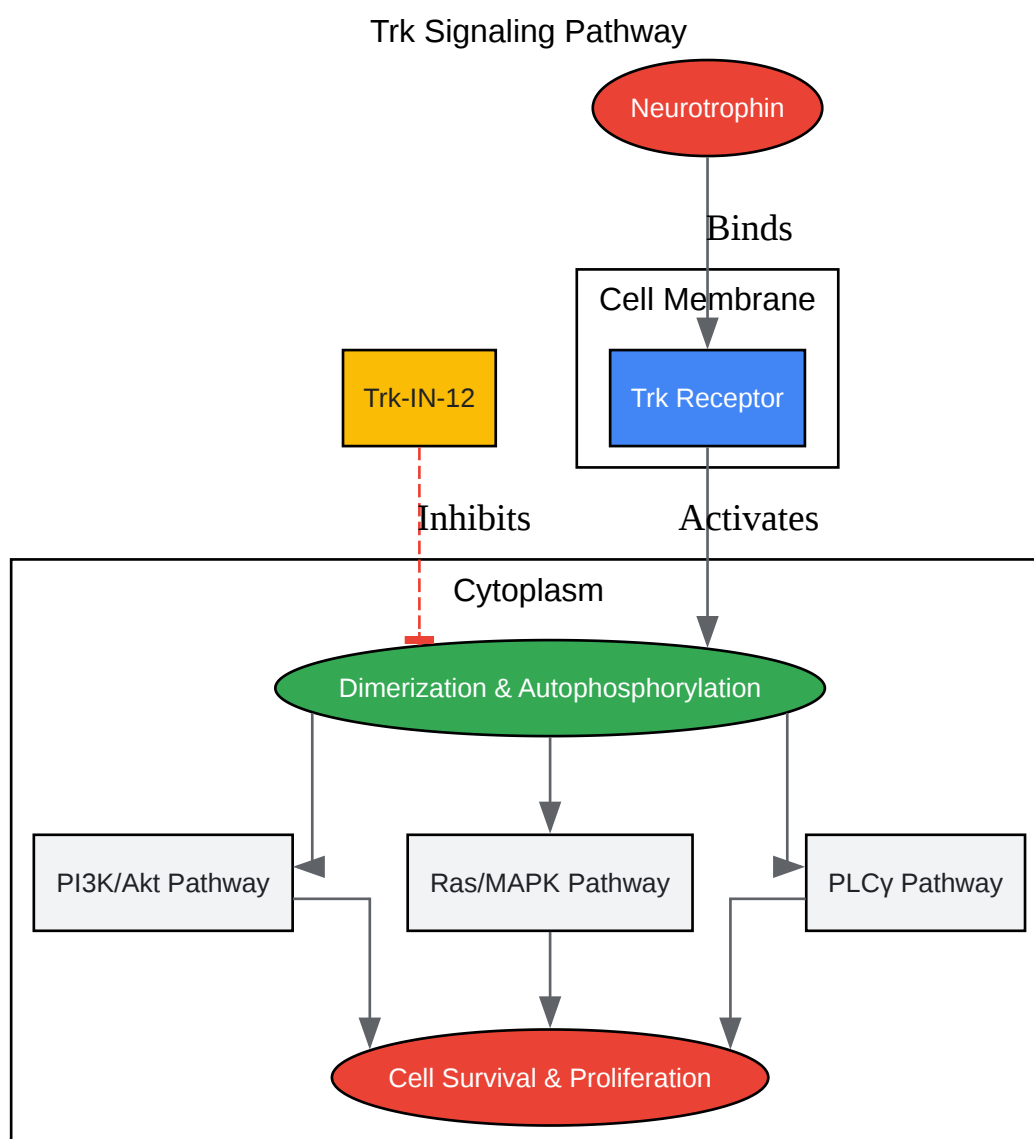 Trk Signaling Pathway
Neurotrophin
Binds
Cell Membrane
Trk-IN-12
Trk Receptor
Inhibits
Activates
Cytoplasm
Dimerization & Autophosphorylation
PI3K/Akt Pathway
Ras/MAPK Pathway
PLCγ Pathway
Cell Survival & Proliferation